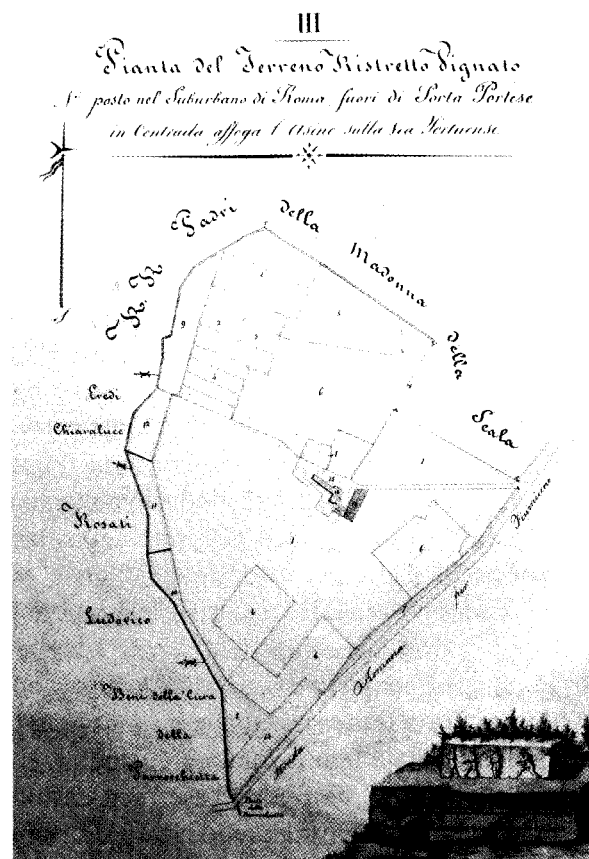 III
Pianta del Terreno Ristretto Vignato
posto nel Suburbano di Roma fuori di Porta Portese
in Contrada affoga l'Asino sulla Via Portuense
N
S
R. R. Padri della Madonna della Scala
Eredi
Chiaraluce
Rosati
Ludovico
Beni della Cura
della
Parrocchietta
Strada Romana per Fiumicino